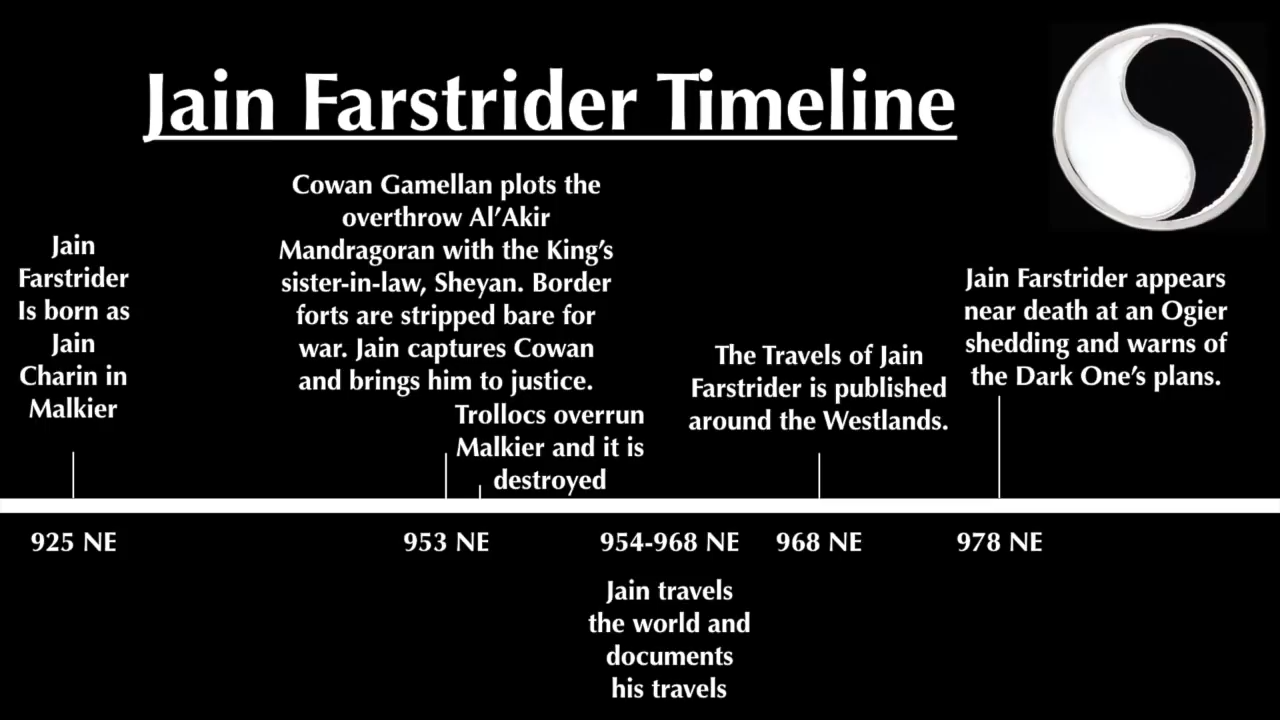 Jain Farstrider Timeline
Jain
Farstrider
Is born as
Jain
Charin in
Malkier
Cowan Gamellan plots the
overthrow Al’Akir
Mandragoran with the King’s
sister-in-law, Sheyan. Border
forts are stripped bare for
war. Jain captures Cowan
and brings him to justice.
Trollocs overrun
Malkier and it is
destroyed
The Travels of Jain
Farstrider is published
around the Westlands.
Jain Farstrider appears
near death at an Ogier
shedding and warns of
the Dark One’s plans.
925 NE
953 NE
954-968 NE
968 NE
978 NE
Jain travels
the world and
documents
his travels